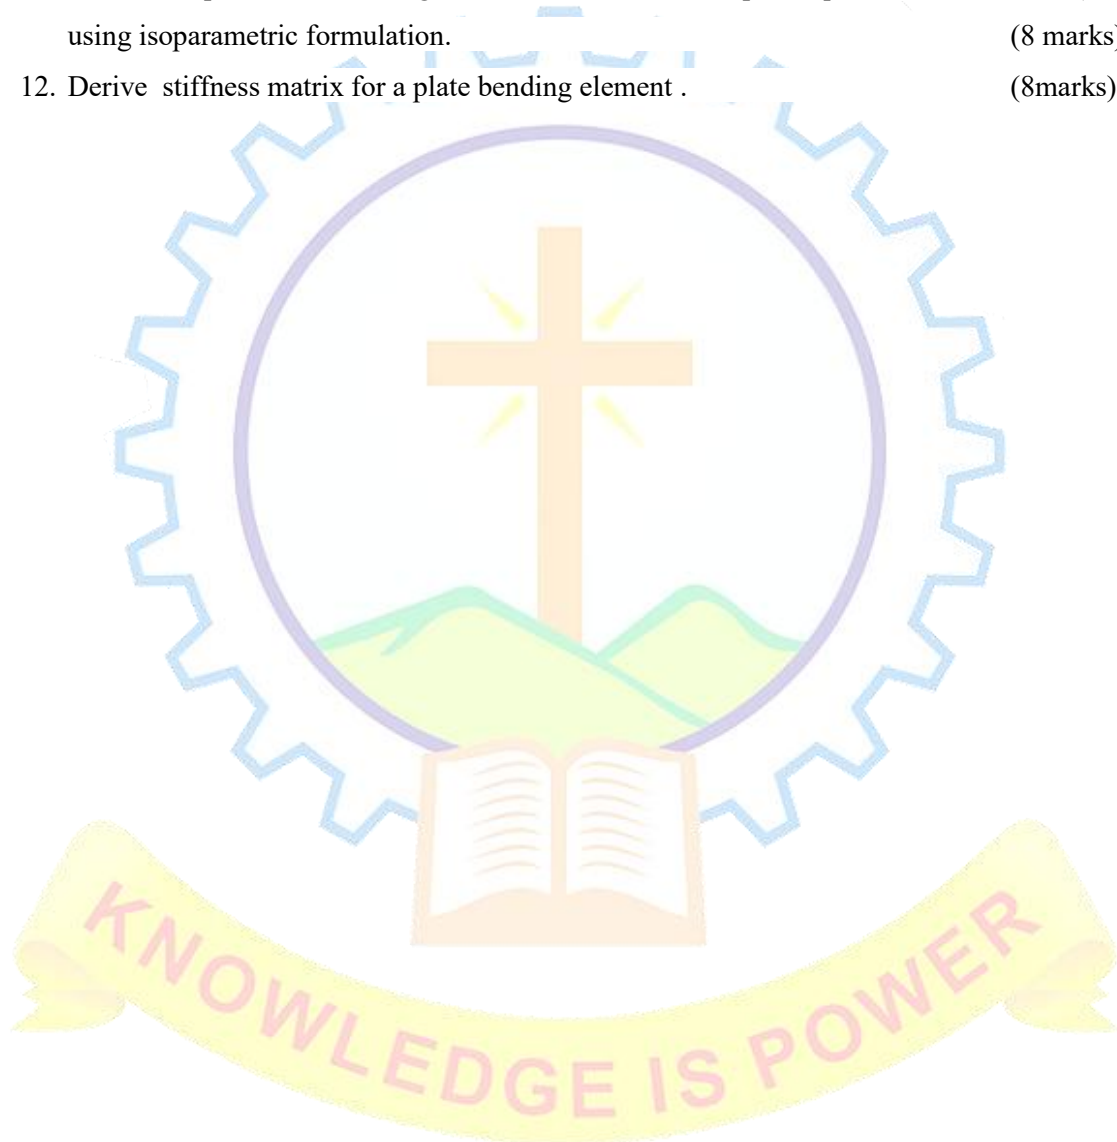 using isoparametric formulation. (8 marks)
12. Derive stiffness matrix for a plate bending element . (8marks)
KNOWLEDGE IS POWER